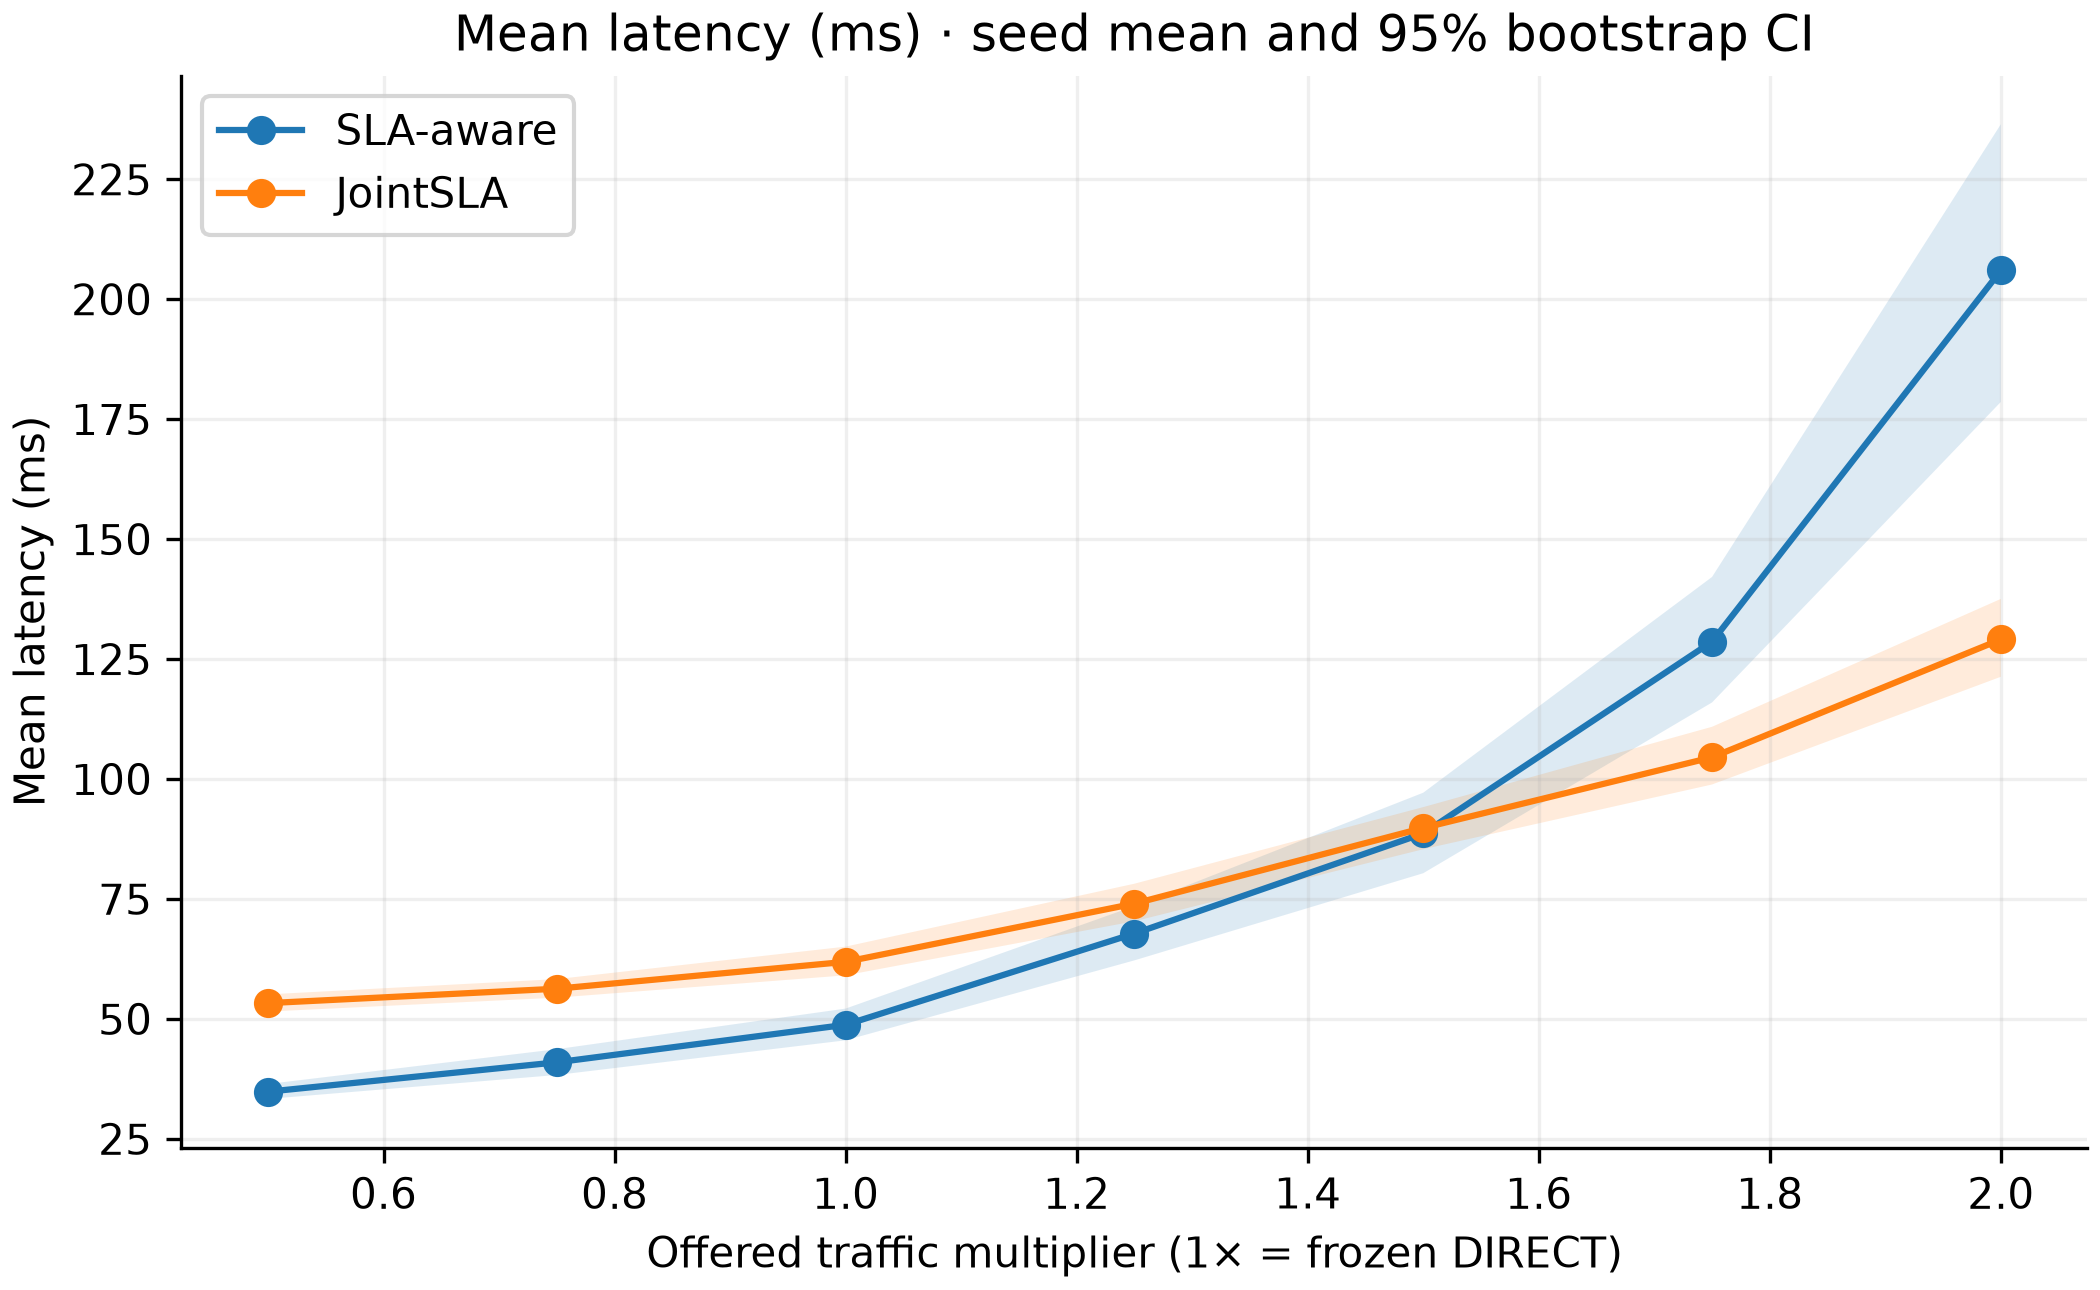 Mean latency (ms) · seed mean and 95% bootstrap CI
SLA-aware
JointSLA
225
200
175
150
125
100
75
50
25
Mean latency (ms)
0.6 0.8 1.0 1.2 1.4 1.6 1.8 2.0
Offered traffic multiplier (1× = frozen DIRECT)